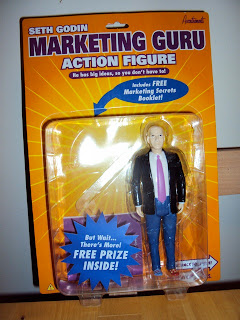 Accoutrements
SETH GODIN
MARKETING GURU
ACTION FIGURE
He has big ideas, so you don't have to!
Includes FREE
Marketing Secrets
Booklet!
But Wait...
There's More!
FREE PRIZE
INSIDE!